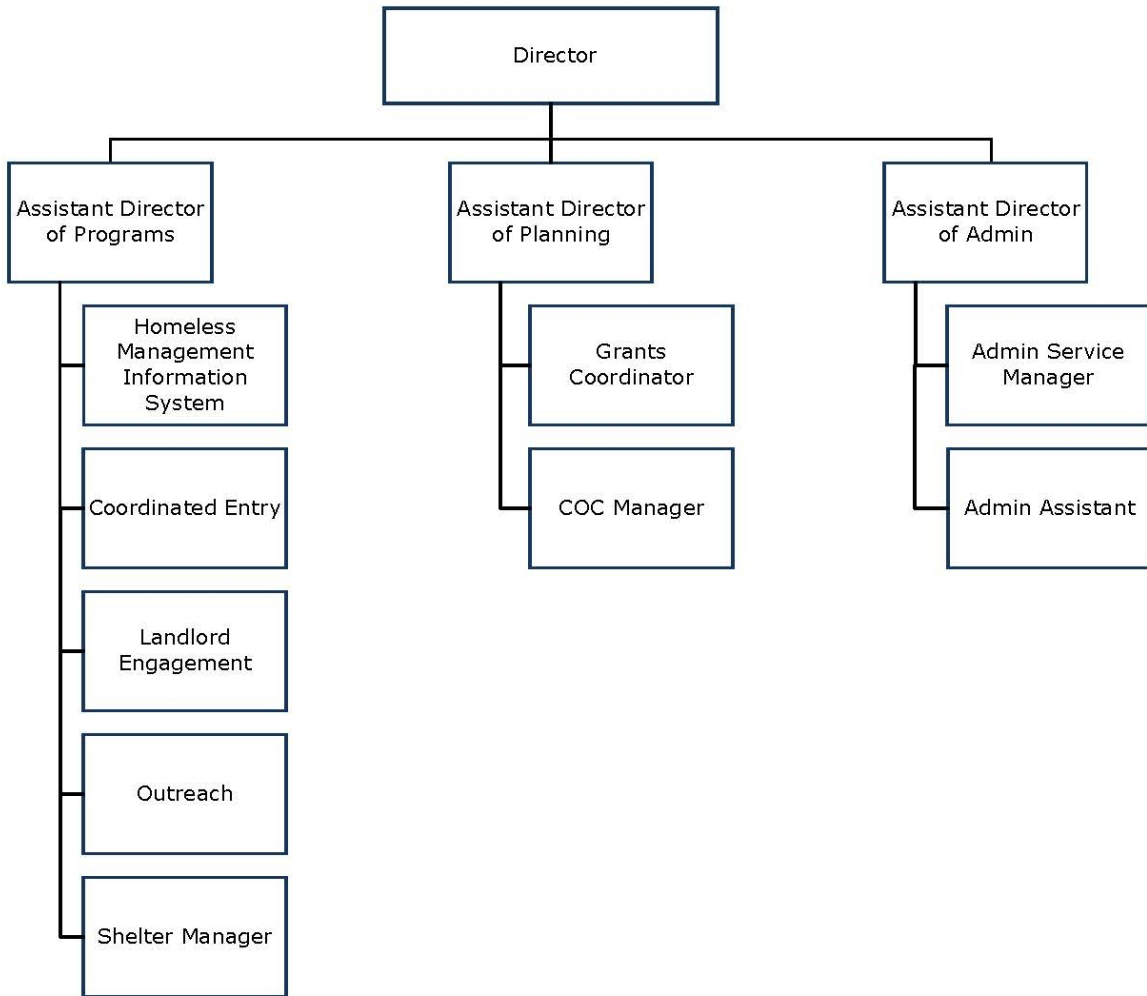 Director
Assistant Director
of Programs
Assistant Director
of Planning
Assistant Director
of Admin
Homeless
Management
Information
System
Grants
Coordinator
Admin Service
Manager
Coordinated Entry
COC Manager
Admin Assistant
Landlord
Engagement
Outreach
Shelter Manager